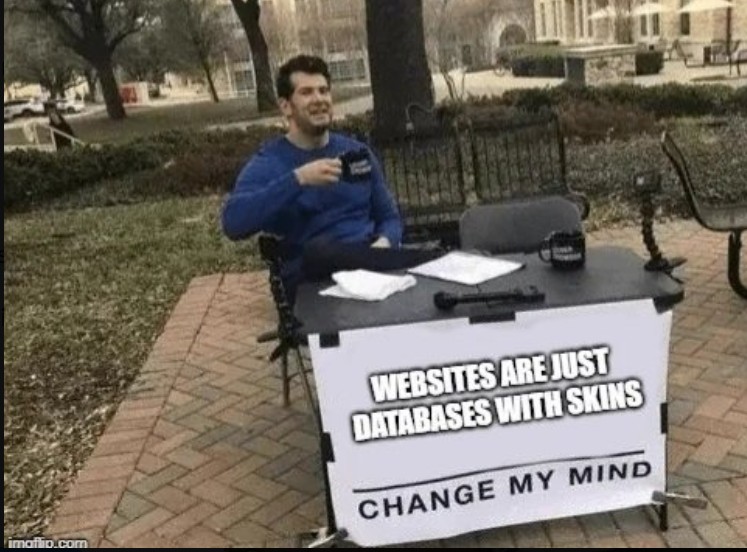 WEBSITES ARE JUST
DATABASES WITH SKINS
CHANGE MY MIND
imgflip.com